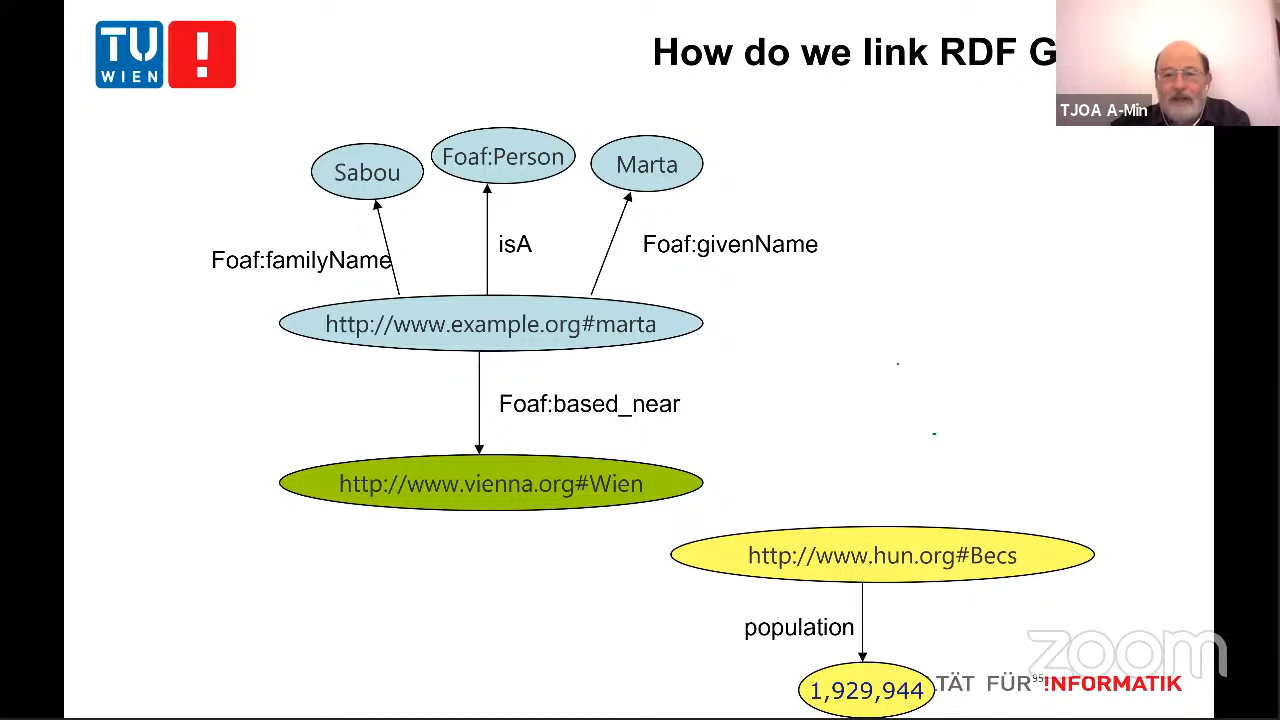 TU
WIEN
How do we link RDF G
TJOA A-Min
Sabou
Foaf:Person
Marta
Foaf:familyName
isA
Foaf:givenName
http://www.example.org#marta
Foaf:based_near
http://www.vienna.org#Wien
http://www.hun.org#Becs
population
1,929,944
zoom
TÄT FÜR !NFORMATIK
95